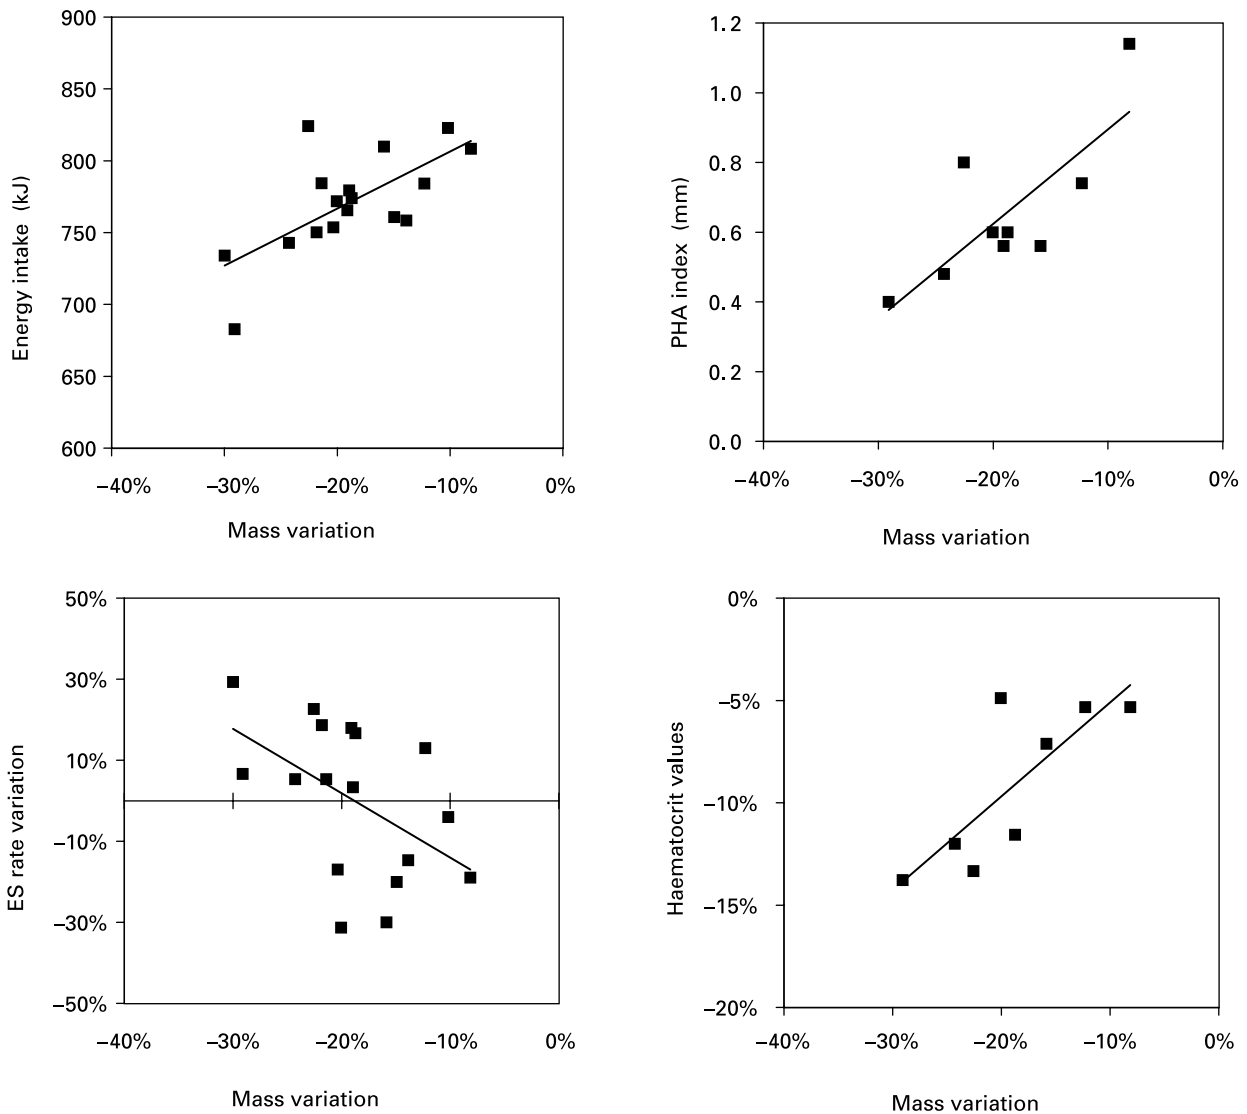 Energy intake (kJ)
900
850
800
750
700
650
600
–40% –30% –20% –10% 0%
Mass variation
PHA index (mm)
1.2
1.0
0.8
0.6
0.4
0.2
0.0
–40% –30% –20% –10% 0%
Mass variation
ES rate variation
50%
30%
10%
–10%
–30%
–50%
–40% –30% –20% –10% 0%
Mass variation
Haematocrit values
0%
–5%
–10%
–15%
–20%
–40% –30% –20% –10% 0%
Mass variation